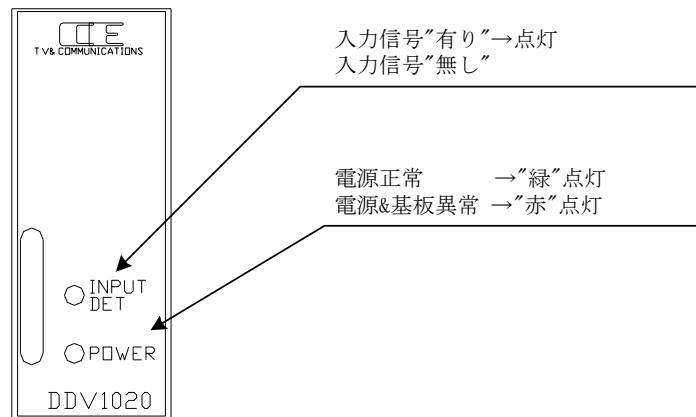 TV& COMMUNICATIONS
入力信号"有り"→点灯
入力信号"無し"
電源正常 →"緑"点灯
電源&基板異常 →"赤"点灯
INPUT
DET
POWER
DDV1020